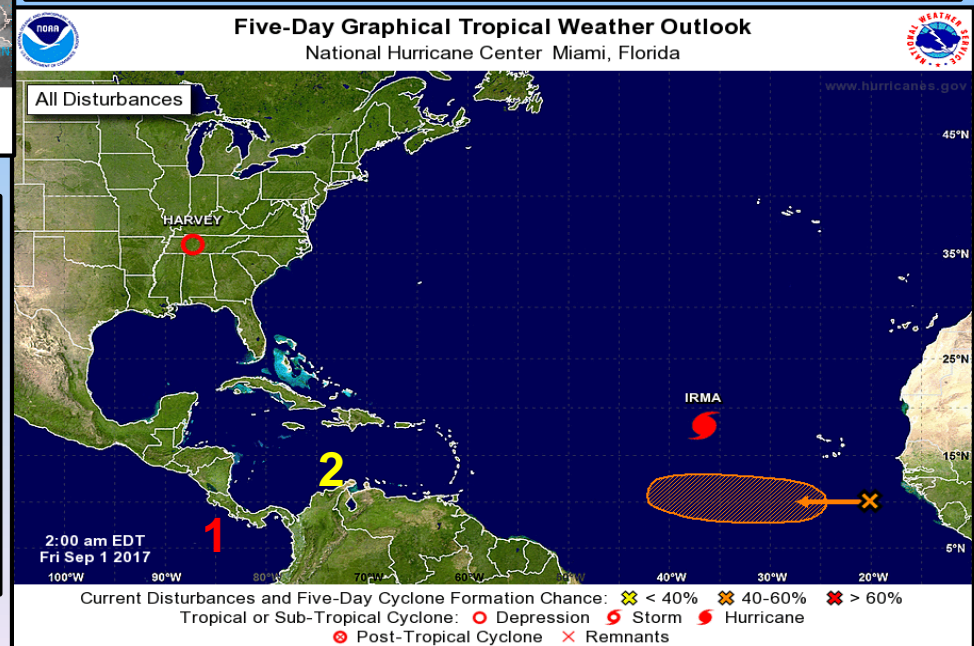 Five-Day Graphical Tropical Weather Outlook
National Hurricane Center Miami, Florida
NOAA
All Disturbances
www.hurricanes.gov
45°N
HARVEY
35°N
25°N
IRMA
15°N
2
1
2:00 am EDT
Fri Sep 1 2017
5°N
100°W 90°W 80°W 70°W 60°W 50°W 40°W 30°W 20°W
Current Disturbances and Five-Day Cyclone Formation Chance: < 40% 40-60% > 60%
Tropical or Sub-Tropical Cyclone: Depression Storm Hurricane
Post-Tropical Cyclone Remnants